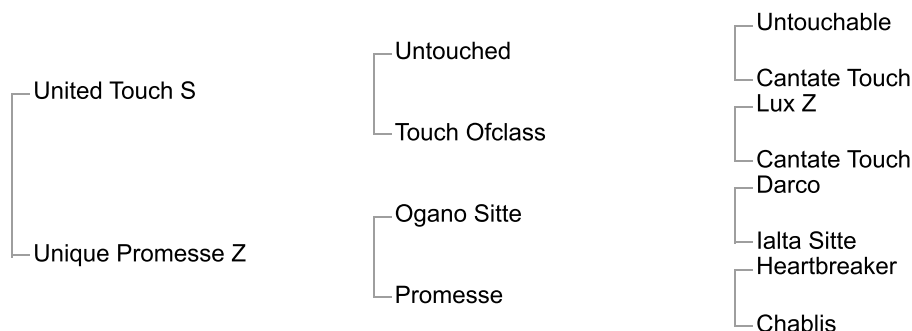 Untouchable
Untouched
Cantate Touch
United Touch S
Lux Z
Touch Ofclass
Cantate Touch
Darco
Ogano Sitte
Ialta Sitte
Unique Promesse Z
Heartbreaker
Promesse
Chablis